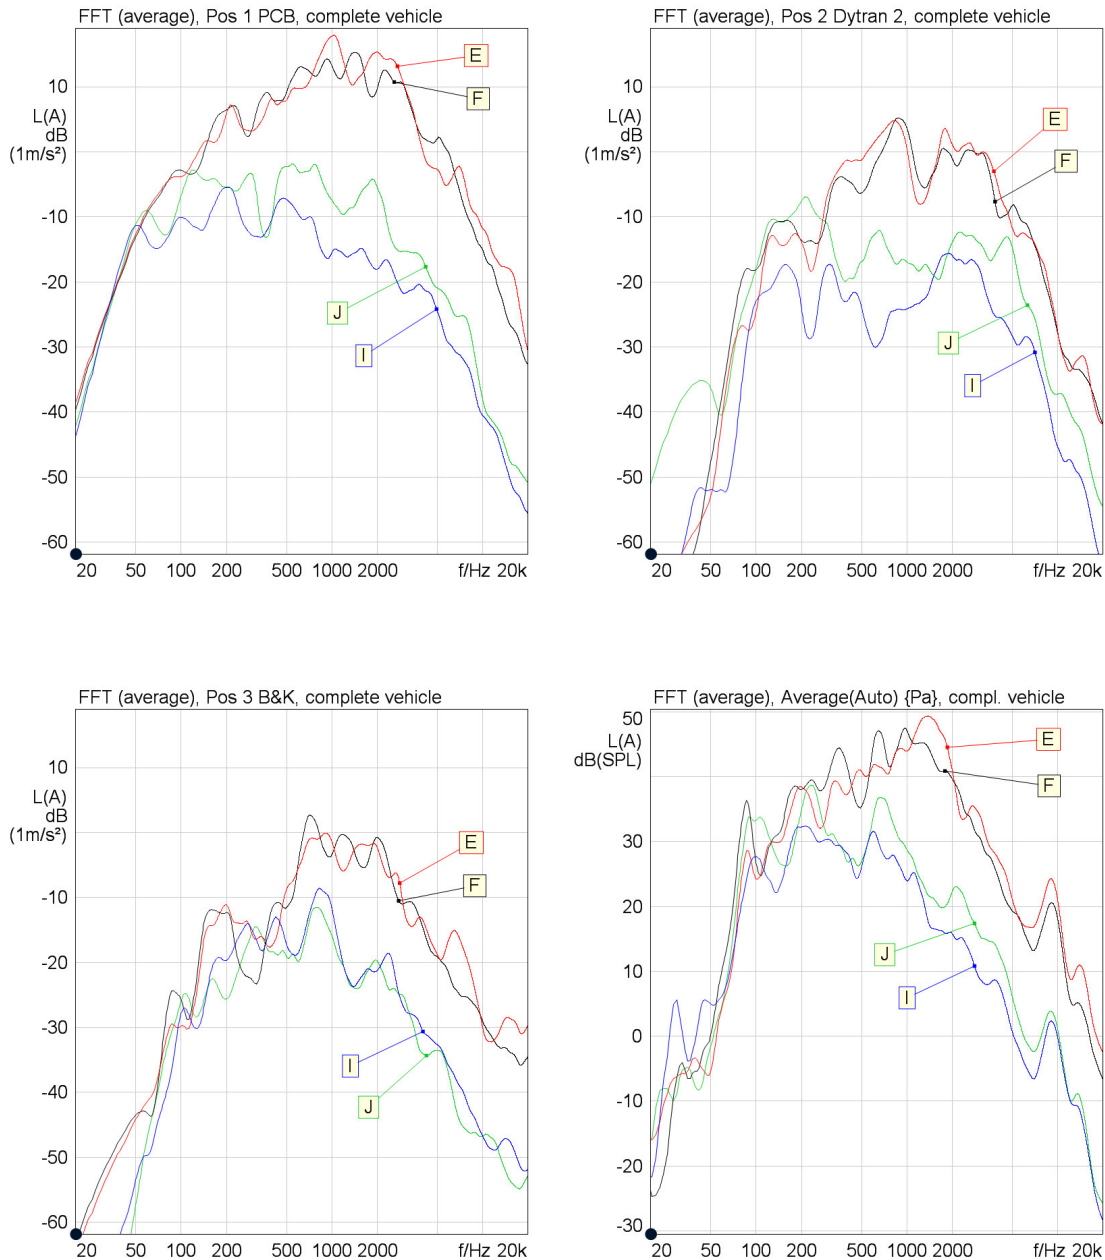 FFT (average), Pos 1 PCB, complete vehicle
10
L(A)
dB
(1m/s²)
-10
-20
-30
-40
-50
-60
E
F
J
I
20 50 100 200 500 1000 2000 f/Hz 20k
FFT (average), Pos 2 Dytran 2, complete vehicle
10
L(A)
dB
(1m/s²)
-10
-20
-30
-40
-50
-60
E
F
J
I
20 50 100 200 500 1000 2000 f/Hz 20k
FFT (average), Pos 3 B&K, complete vehicle
10
L(A)
dB
(1m/s²)
-10
-20
-30
-40
-50
-60
E
F
I
J
20 50 100 200 500 1000 2000 f/Hz 20k
FFT (average), Average(Auto) {Pa}, compl. vehicle
50
L(A)
dB(SPL)
30
20
10
0
-10
-20
-30
E
F
J
I
20 50 100 200 500 1000 2000 f/Hz 20k